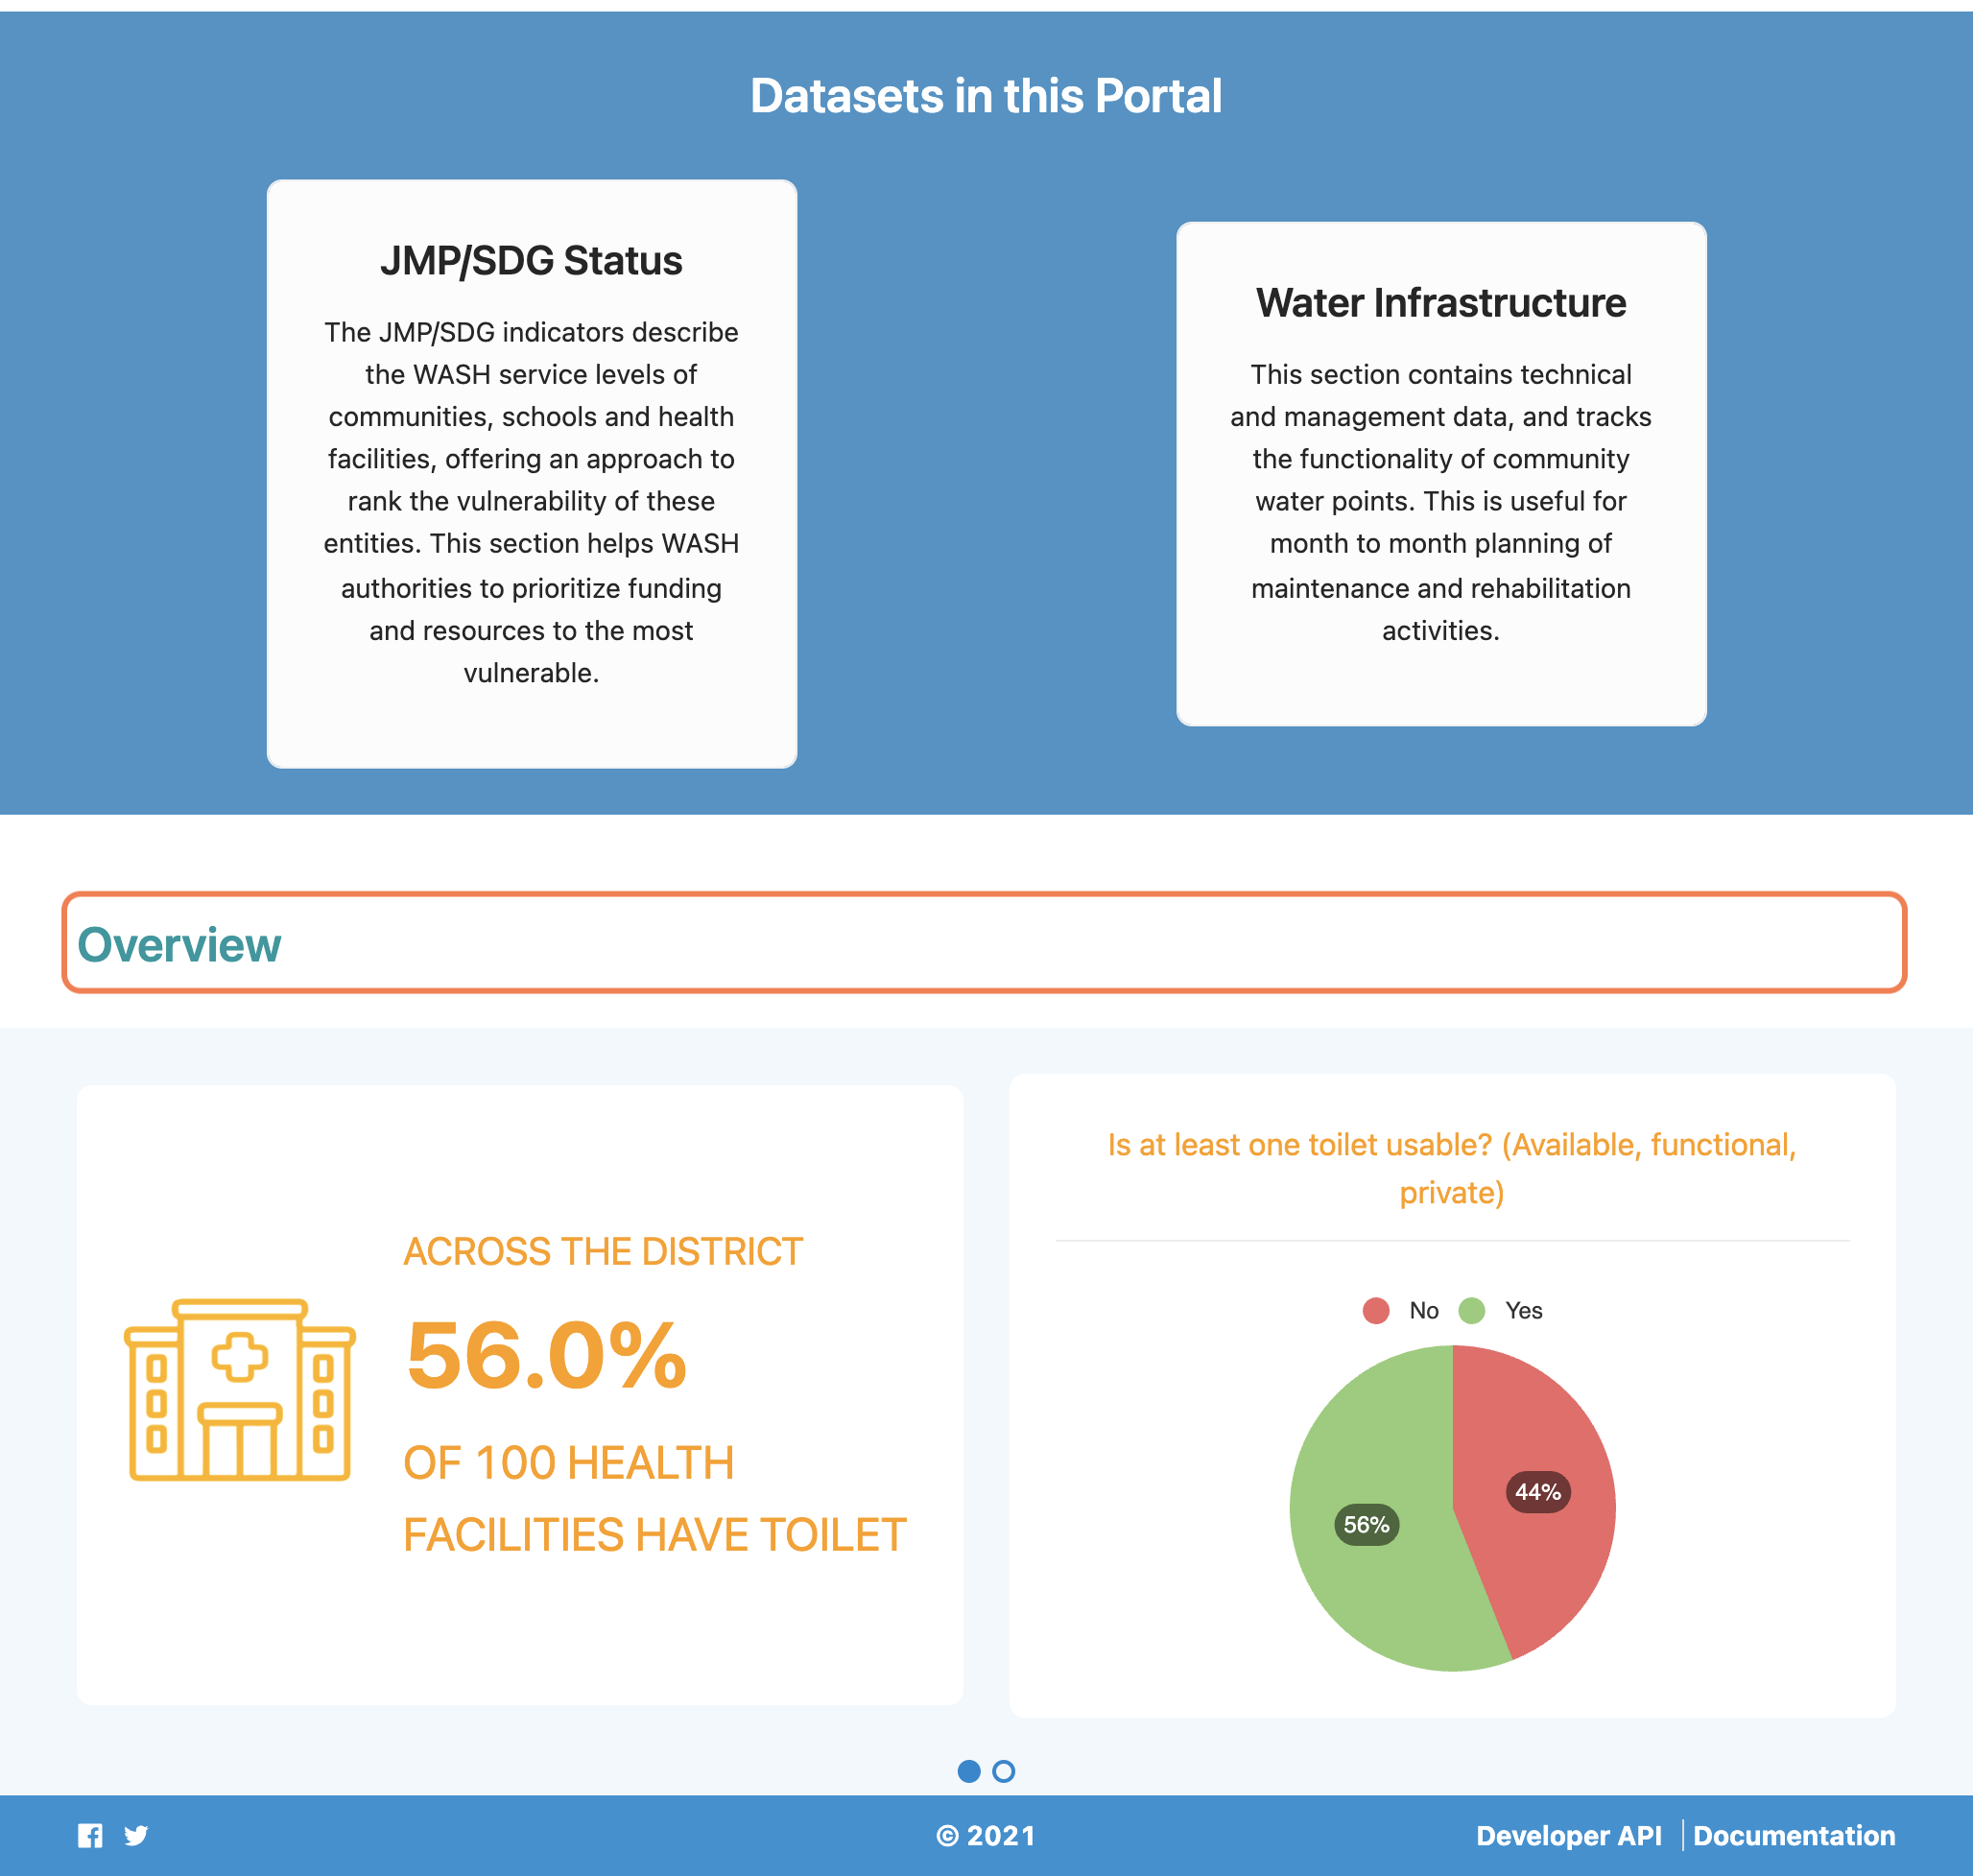 Datasets in this Portal
JMP/SDG Status
The JMP/SDG indicators describe
the WASH service levels of
communities, schools and health
facilities, offering an approach to
rank the vulnerability of these
entities. This section helps WASH
authorities to prioritize funding
and resources to the most
vulnerable.
Water Infrastructure
This section contains technical
and management data, and tracks
the functionality of community
water points. This is useful for
month to month planning of
maintenance and rehabilitation
activities.
Overview
ACROSS THE DISTRICT
56.0%
OF 100 HEALTH
FACILITIES HAVE TOILET
Is at least one toilet usable? (Available, functional,
private)
No Yes
44%
56%
© 2021
Developer API | Documentation